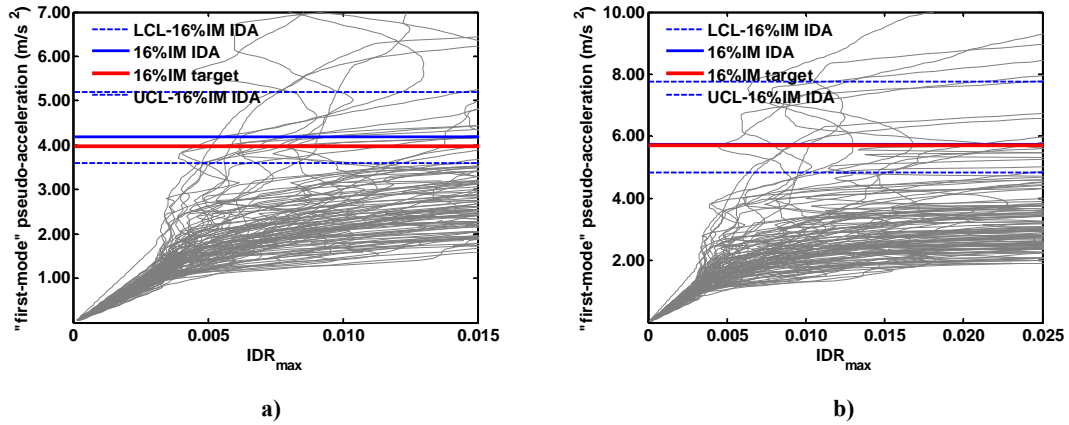 "first-mode" pseudo-acceleration (m/s 2)
7.00
6.00
5.00
4.00
3.00
2.00
1.00
LCL-16%IM IDA
16%IM IDA
16%IM target
UCL-16%IM IDA
0 0.005 0.010 0.015
IDRmax
a)
"first-mode" pseudo-acceleration (m/s 2)
10.00
8.00
6.00
4.00
2.00
LCL-16%IM IDA
16%IM IDA
16%IM target
UCL-16%IM IDA
0 0.005 0.010 0.015 0.020 0.025
IDRmax
b)